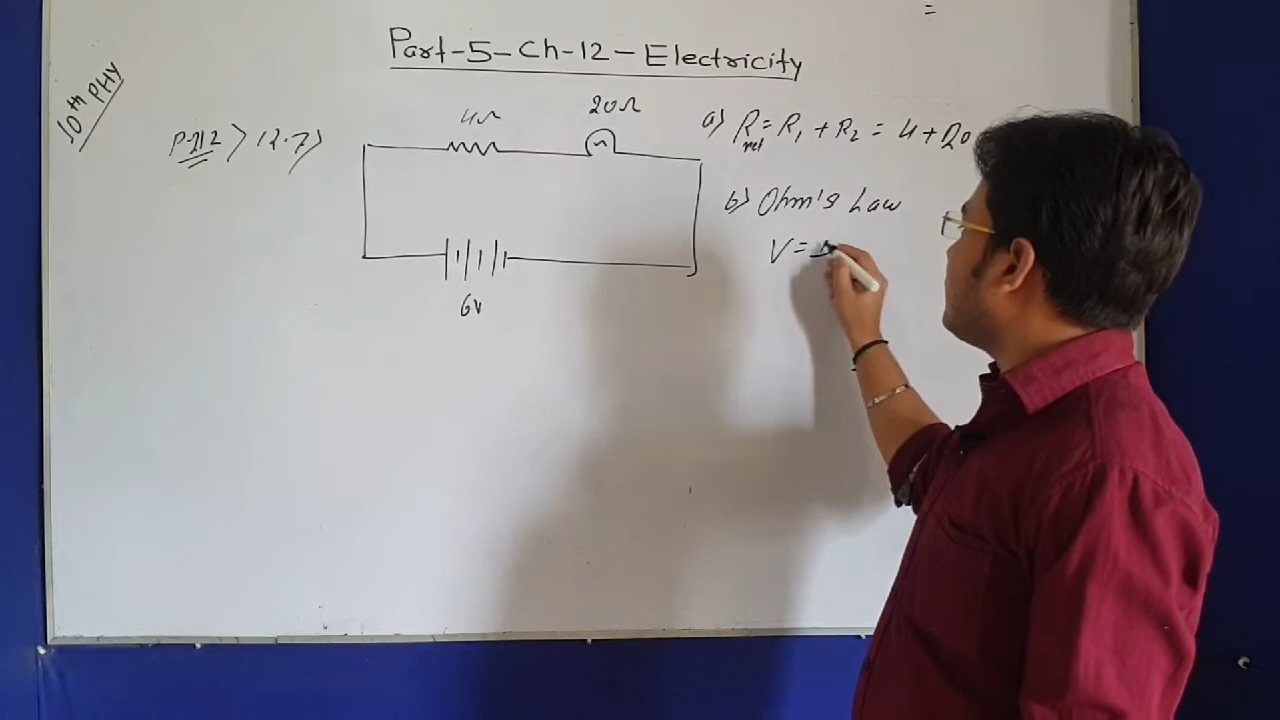 Part-5-Ch-12-Electricity
10th PHY
P-212> 12.7>
4Ω
20Ω
6V
a> Rnet = R1 + R2 = 4 + 20
b> Ohm's Law
V =
=